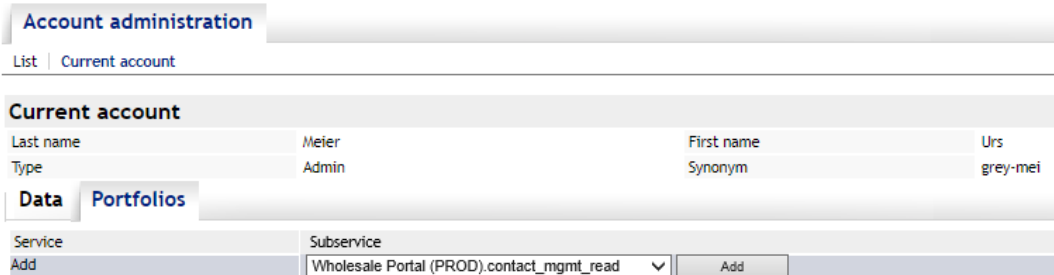 Account administration
List | Current account
Current account
Last name Meier First name Urs
Type Admin Synonym grey-mei
Data Portfolios
Service Subservice
Add Wholesale Portal (PROD).contact_mgmt_read Add